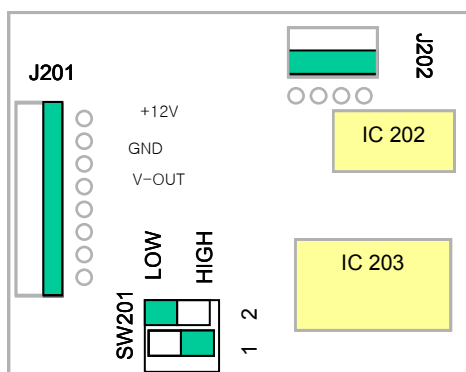 J201
J202
+12V
GND
V-OUT
IC 202
IC 203
LOW
HIGH
SW201
2
1